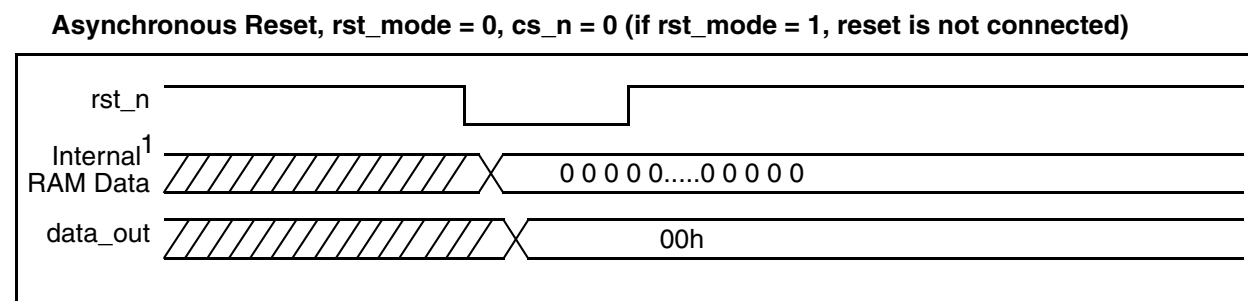 Asynchronous Reset, rst_mode = 0, cs_n = 0 (if rst_mode = 1, reset is not connected)
rst_n
Internal1
RAM Data
0 0 0 0 0.....0 0 0 0 0
data_out
00h